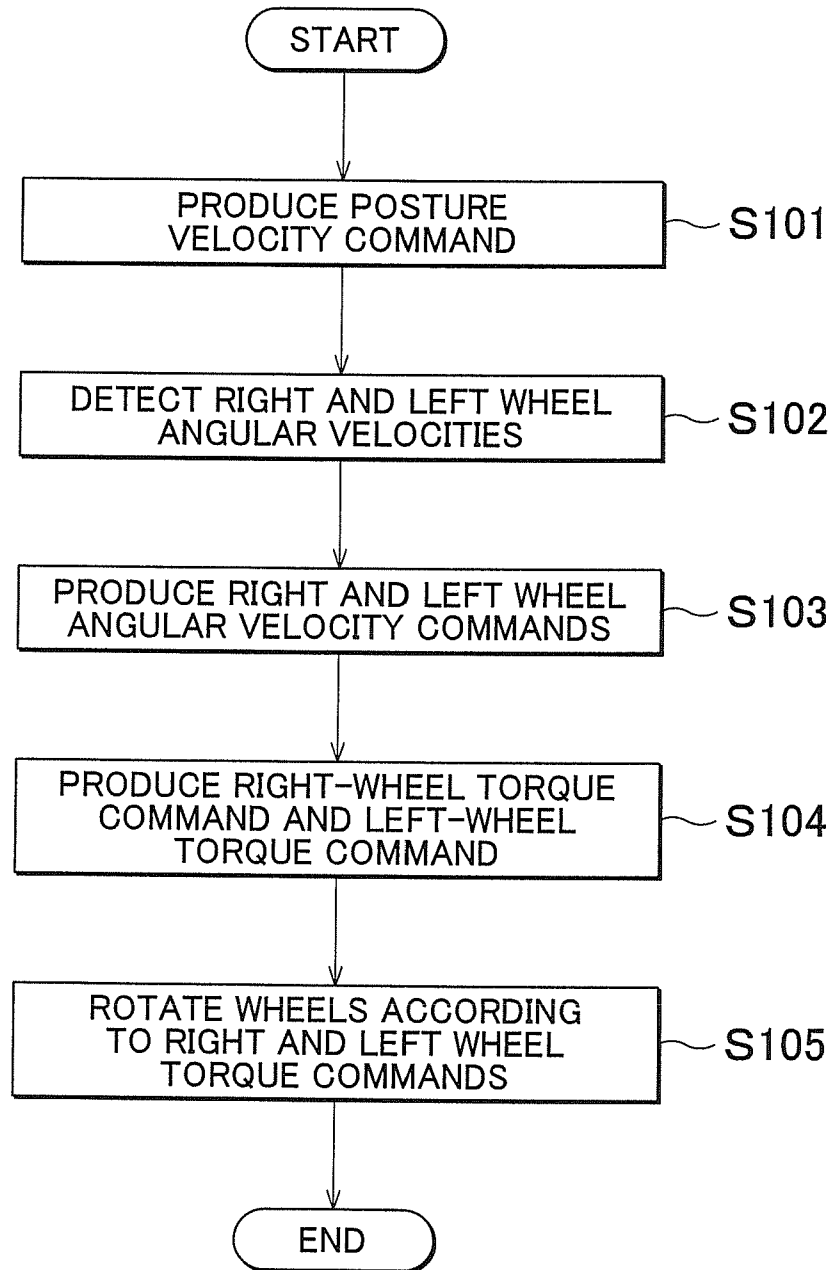 START
PRODUCE POSTURE
VELOCITY COMMAND
S101
DETECT RIGHT AND LEFT WHEEL
ANGULAR VELOCITIES
S102
PRODUCE RIGHT AND LEFT WHEEL
ANGULAR VELOCITY COMMANDS
S103
PRODUCE RIGHT-WHEEL TORQUE
COMMAND AND LEFT-WHEEL
TORQUE COMMAND
S104
ROTATE WHEELS ACCORDING
TO RIGHT AND LEFT WHEEL
TORQUE COMMANDS
S105
END